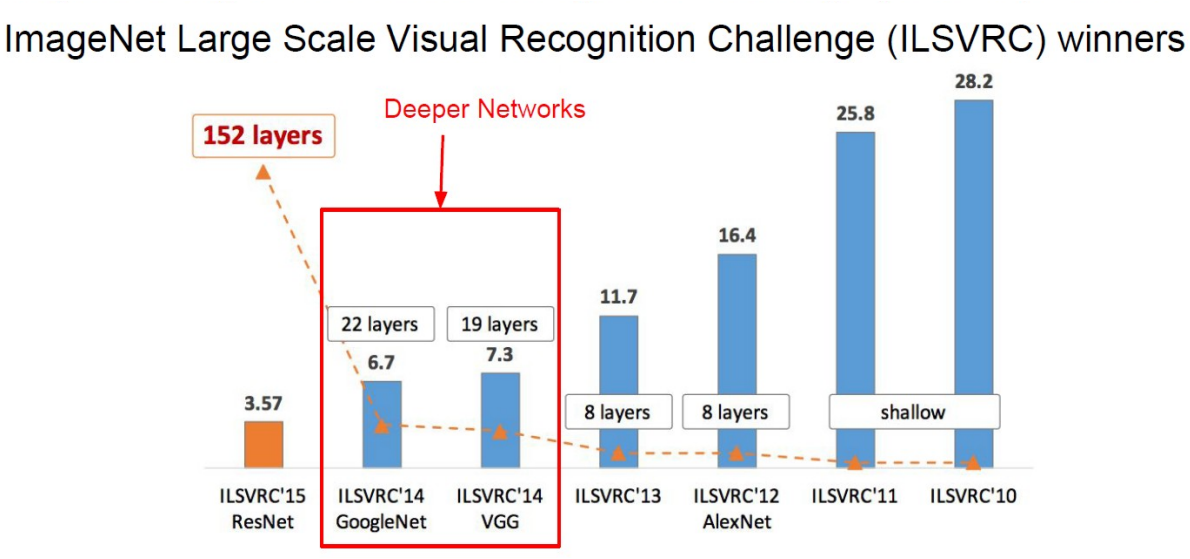 ImageNet Large Scale Visual Recognition Challenge (ILSVRC) winners
Deeper Networks
152 layers
28.2
25.8
16.4
11.7
22 layers
19 layers
6.7
7.3
3.57
8 layers
8 layers
shallow
ILSVRC'15
ResNet
ILSVRC'14
GoogleNet
ILSVRC'14
VGG
ILSVRC'13
ILSVRC'12
AlexNet
ILSVRC'11
ILSVRC'10